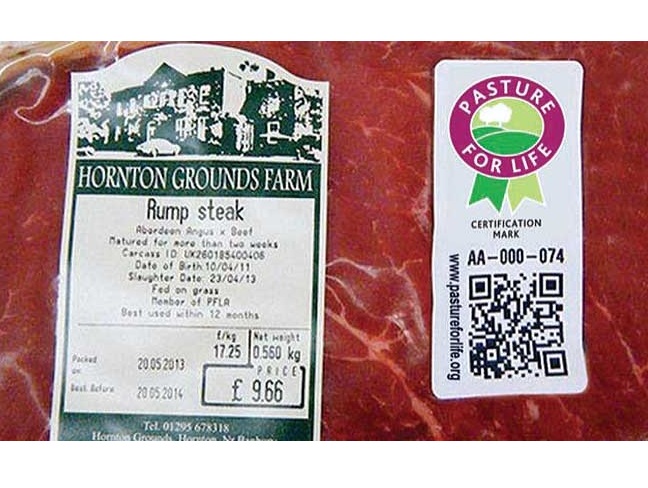 HORNTON GROUNDS FARM
Rump steak
Aberdeen Angus x Beef
Matured for more than two weeks
Carcass ID: UK260185400406
Date of Birth 10/04/11
Slaughter Date: 23/04/13
Fed on grass
Member of PFLA
Best used within 12 months
£/kg Net weight
17.25 0.560 kg
Packed on: 20.05.2013
PRICE
Best Before 20.05.2014 £ 9.66
Tel. 01295 678318
Hornton Grounds, Hornton, Nr Banbury
PASTURE FOR LIFE
CERTIFICATION
MARK
AA-000-074
www.pastureforlife.org